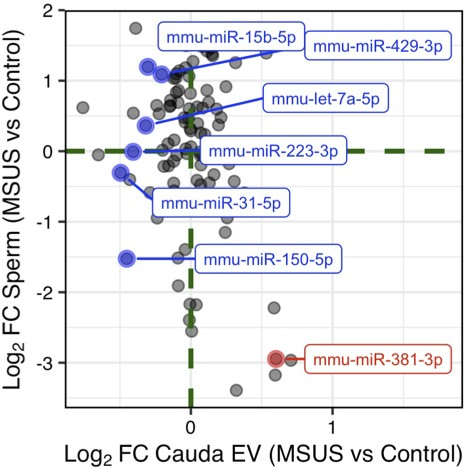 Log2 FC Sperm (MSUS vs Control)
2
1
0
-1
-2
-3
mmu-miR-15b-5p
mmu-miR-429-3p
mmu-let-7a-5p
mmu-miR-223-3p
mmu-miR-31-5p
mmu-miR-150-5p
mmu-miR-381-3p
0
1
Log2 FC Cauda EV (MSUS vs Control)